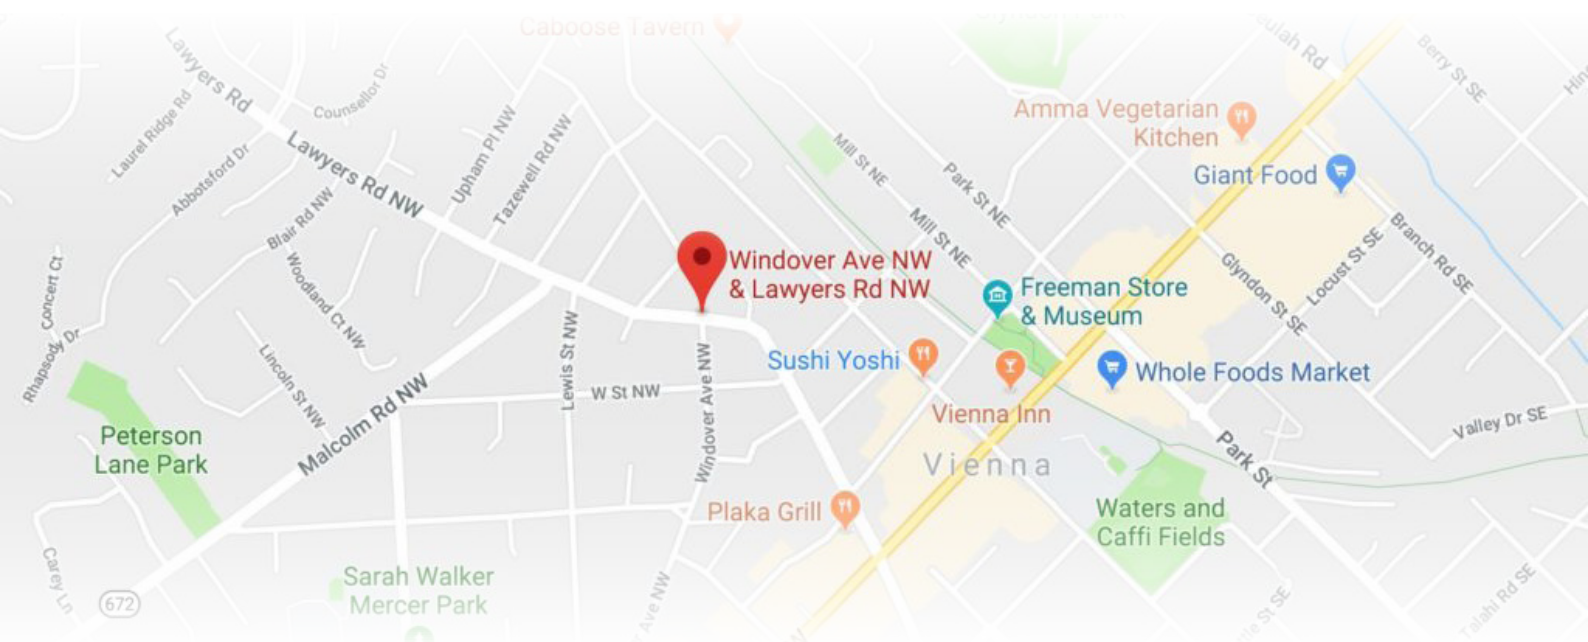 Caboose Tavern
Lawyers Rd
Counsellor Dr
Laurel Ridge Rd
Berry St SE
Amma Vegetarian
Kitchen
Lawyers Rd NW
Upham Pl NW
Tazewell Rd NW
Mill St NE
Park St NE
Giant Food
Abbotsford Dr
Blair Rd NW
Mill St NE
Branch Rd SE
Windover Ave NW
& Lawyers Rd NW
Woodland Ct NW
Concert Ct
Glyndon St SE
Locust St SE
Freeman Store
& Museum
Rhapsody Dr
Lincoln St NW
Lewis St NW
Sushi Yoshi
Whole Foods Market
W St NW
Windover Ave NW
Malcolm Rd NW
Vienna Inn
Valley Dr SE
Peterson
Lane Park
Vienna
Park St
Plaka Grill
Waters and
Caffi Fields
Carey Ln
Sarah Walker
Mercer Park
672
Ave NW
Talahi Rd SE